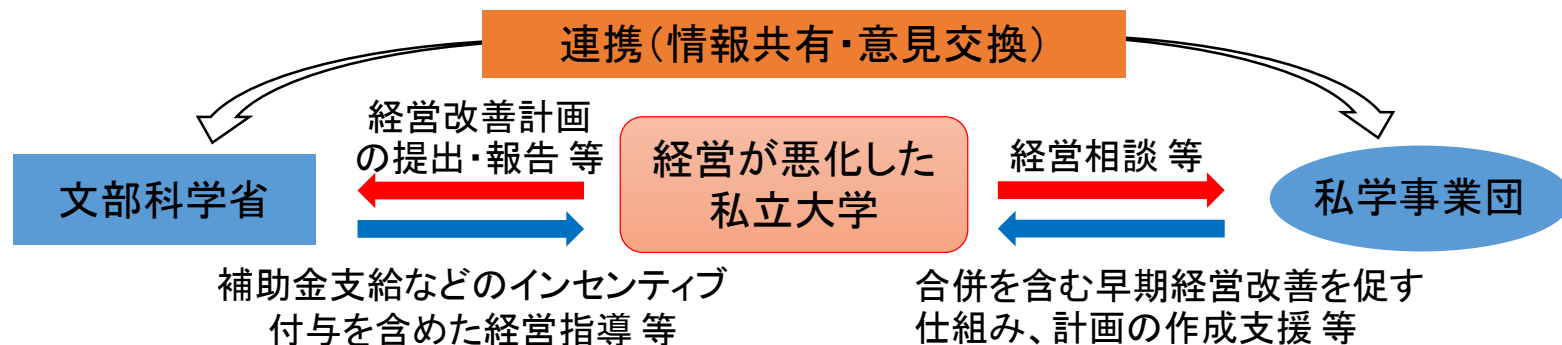 連携（情報共有・意見交換）
経営改善計画
の提出・報告 等
経営が悪化した
私立大学
経営相談 等
文部科学省
私学事業団
補助金支給などのインセンティブ
付与を含めた経営指導 等
合併を含む早期経営改善を促す
仕組み、計画の作成支援 等